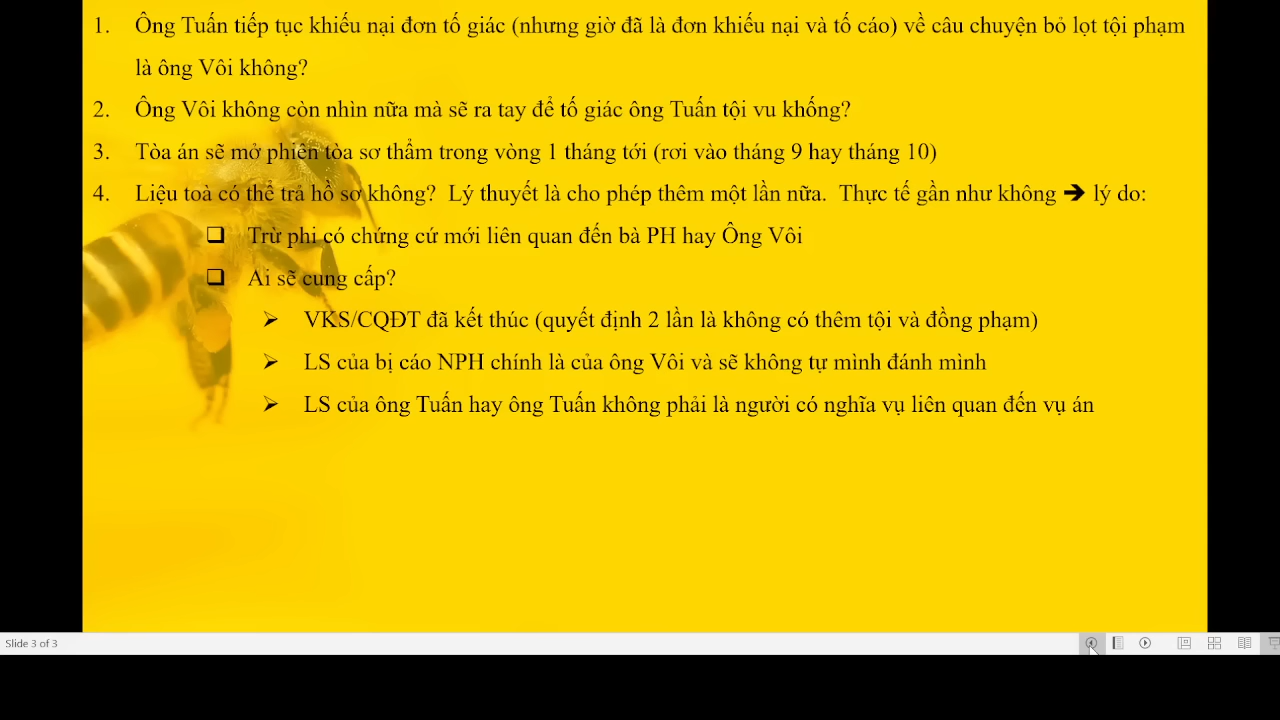 1. Ông Tuấn tiếp tục khiếu nại đơn tố giác (nhưng giờ đã là đơn khiếu nại và tố cáo) về câu chuyện bỏ lọt tội phạm
là ông Vôi không?
2. Ông Vôi không còn nhìn nữa mà sẽ ra tay để tố giác ông Tuấn tội vu khống?
3. Tòa án sẽ mở phiên tòa sơ thẩm trong vòng 1 tháng tới (rơi vào tháng 9 hay tháng 10)
4. Liệu toà có thể trả hồ sơ không? Lý thuyết là cho phép thêm một lần nữa. Thực tế gần như không ➔ lý do:
❑ Trừ phi có chứng cứ mới liên quan đến bà PH hay Ông Vôi
❑ Ai sẽ cung cấp?
➢ VKS/CQĐT đã kết thúc (quyết định 2 lần là không có thêm tội và đồng phạm)
➢ LS của bị cáo NPH chính là của ông Vôi và sẽ không tự mình đánh mình
➢ LS của ông Tuấn hay ông Tuấn không phải là người có nghĩa vụ liên quan đến vụ án
Slide 3 of 3